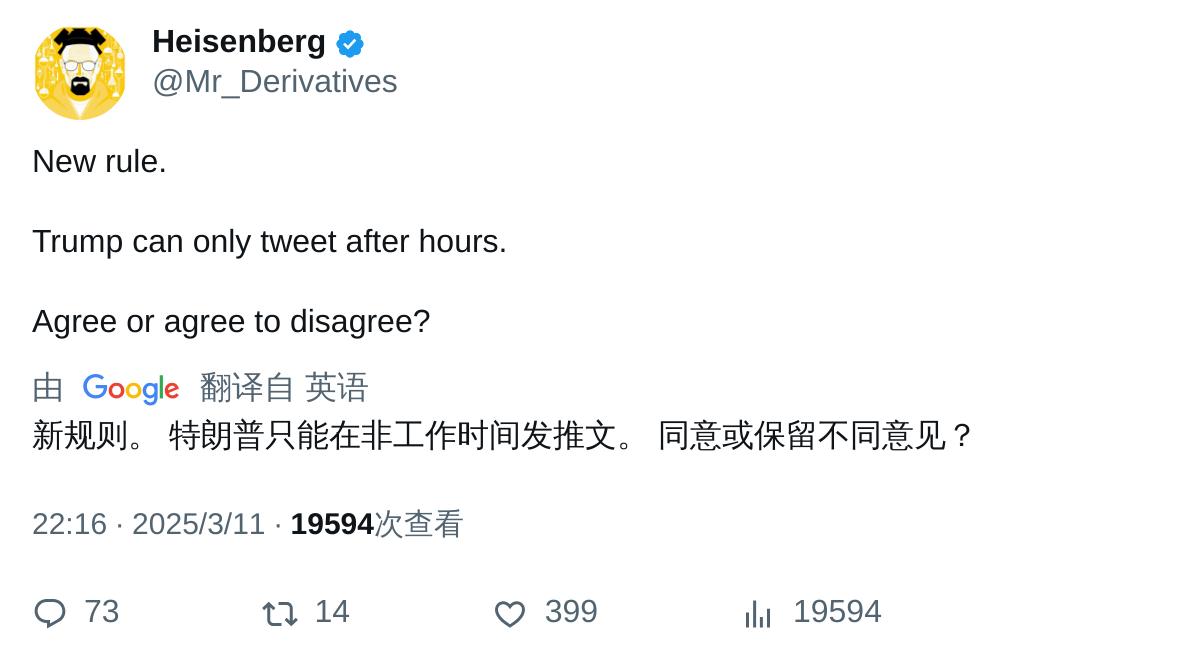 Heisenberg
@Mr_Derivatives
New rule.
Trump can only tweet after hours.
Agree or agree to disagree?
由 Google 翻译自 英语
新规则。 特朗普只能在非工作时间发推文。 同意或保留不同意见？
22:16 · 2025/3/11 · 19594次查看
73 14 399 19594